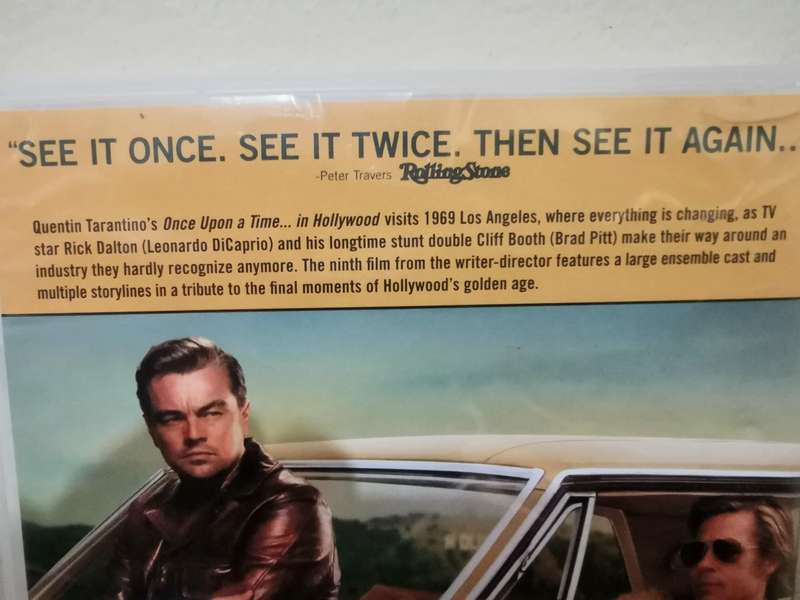 “SEE IT ONCE. SEE IT TWICE. THEN SEE IT AGAIN..
-Peter Travers RollingStone
Quentin Tarantino's Once Upon a Time... in Hollywood visits 1969 Los Angeles, where everything is changing, as TV
star Rick Dalton (Leonardo DiCaprio) and his longtime stunt double Cliff Booth (Brad Pitt) make their way around an
industry they hardly recognize anymore. The ninth film from the writer-director features a large ensemble cast and
multiple storylines in a tribute to the final moments of Hollywood's golden age.